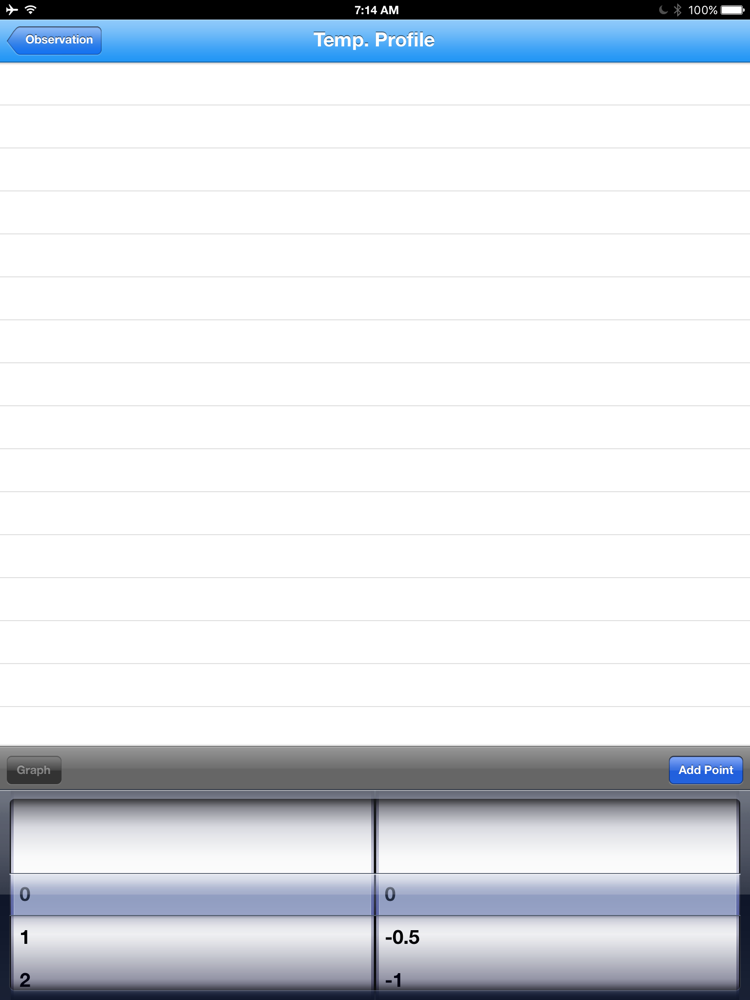 7:14 AM
100%
Observation
Temp. Profile
Graph
Add Point
0 0
1 -0.5
2 -1